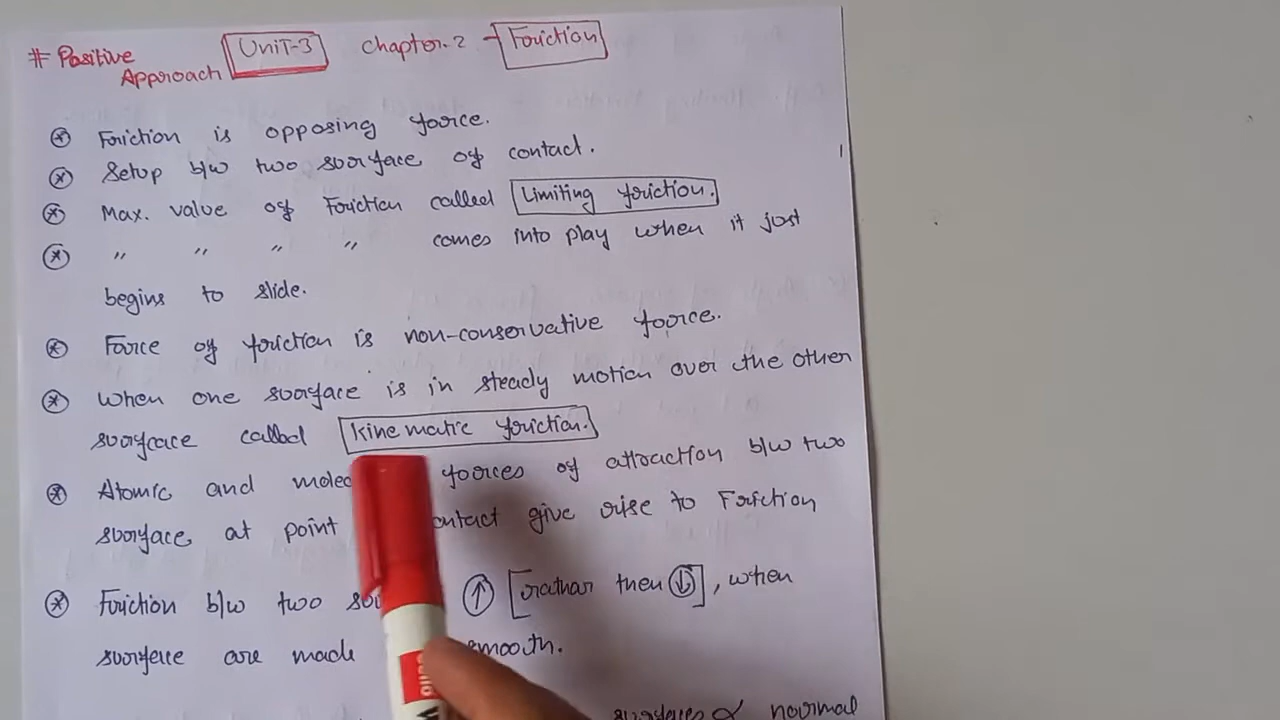 # Positive Approach UNIT-3 Chapter-2 - Friction
* Friction is opposing force.
* Setup b/w two surface of contact.
* Max. value of Friction called Limiting friction.
* " " " " comes into play when it just
begins to slide.
* Force of friction is non-conservative force.
* When one surface is in steady motion over the other
surface called Kinematic friction.
* Atomic and forces of attraction b/w two
surface at point give rise to Friction
* Friction b/w two ↑ [rather then ↓], when
surface are made smooth.
surfaces ∝ normal